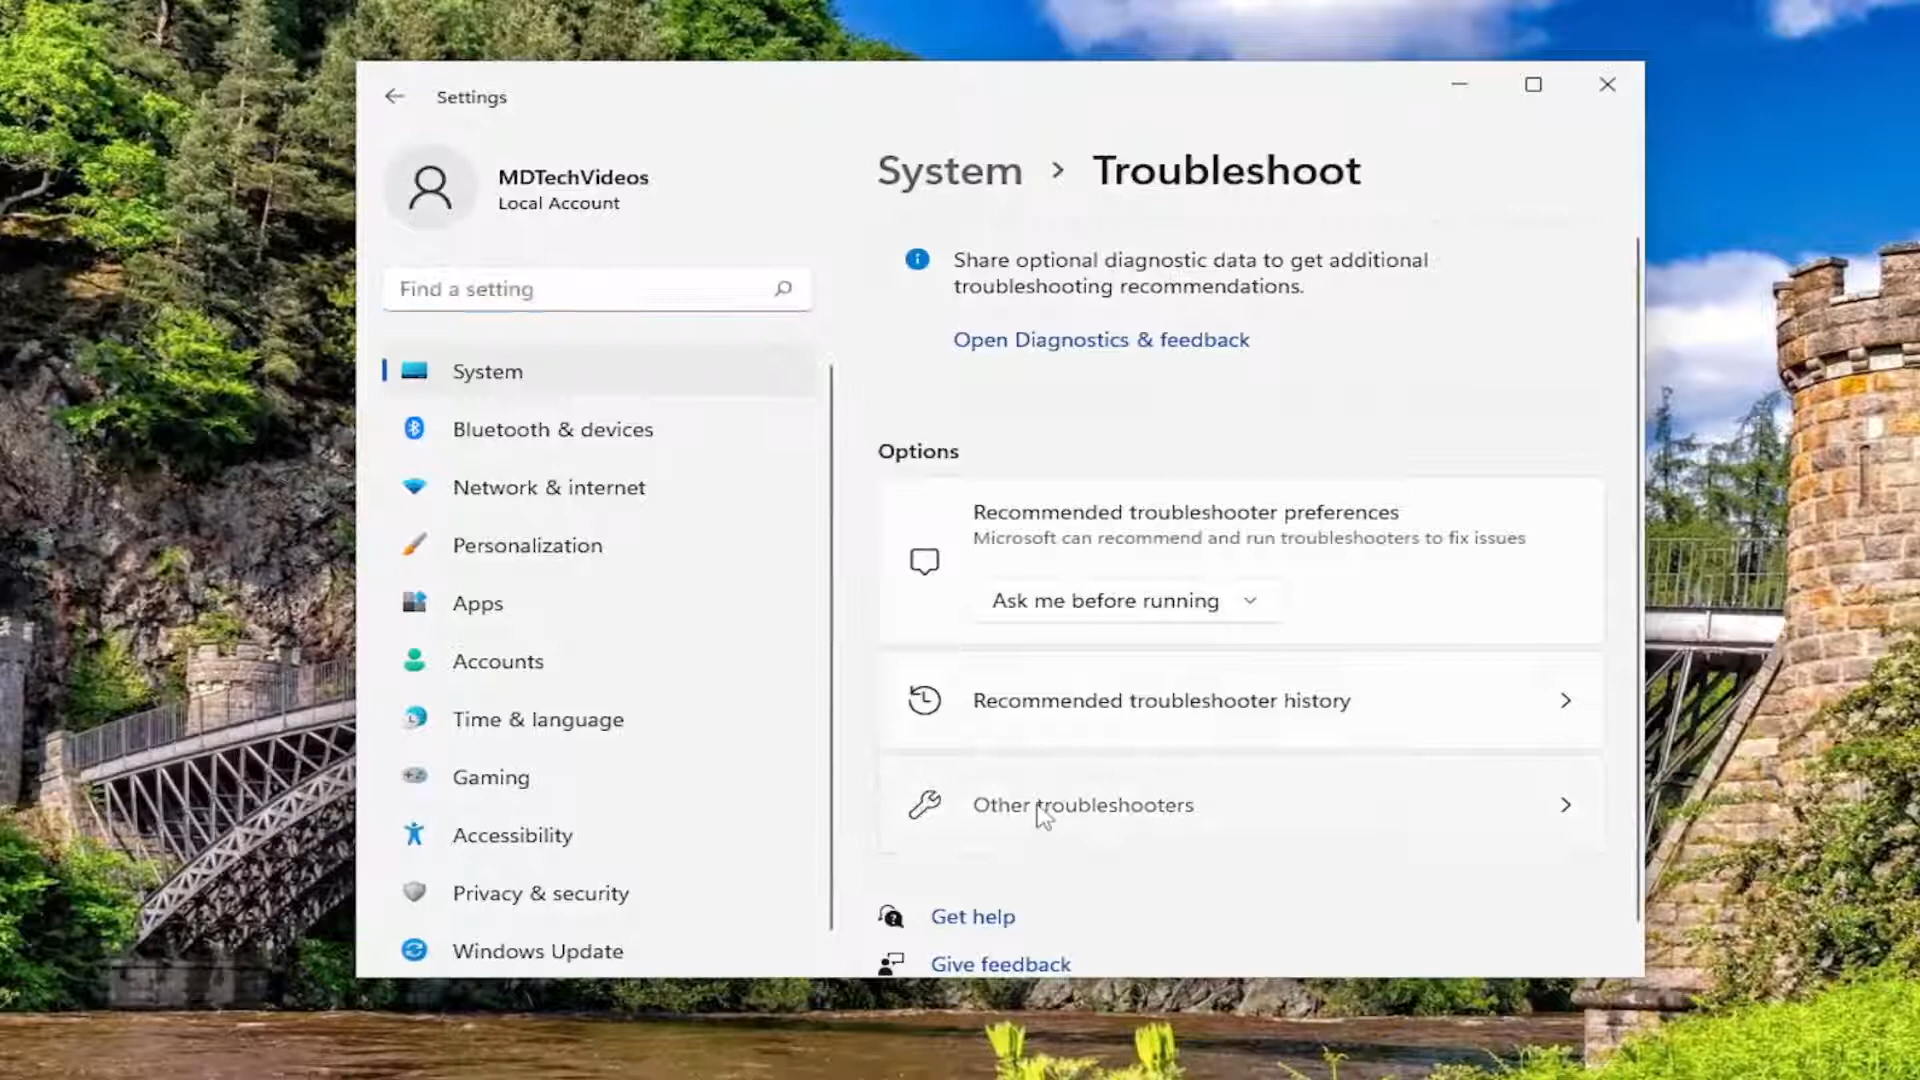 Settings
MDTechVideos
Local Account
Find a setting
System
Bluetooth & devices
Network & internet
Personalization
Apps
Accounts
Time & language
Gaming
Accessibility
Privacy & security
Windows Update
System > Troubleshoot
Share optional diagnostic data to get additional
troubleshooting recommendations.
Open Diagnostics & feedback
Options
Recommended troubleshooter preferences
Microsoft can recommend and run troubleshooters to fix issues
Ask me before running
Recommended troubleshooter history
Other troubleshooters
Get help
Give feedback